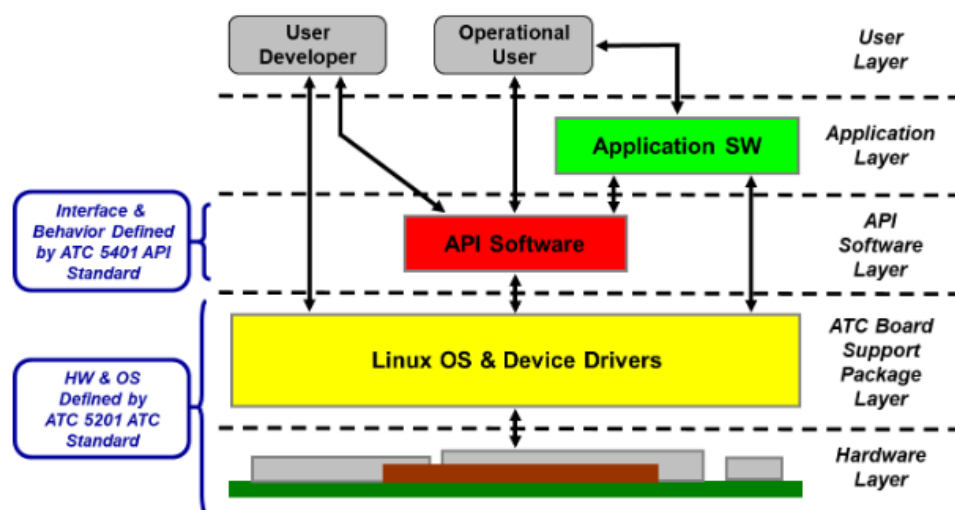 User
Developer
Operational
User
User
Layer
Application SW
Application
Layer
Interface &
Behavior Defined
by ATC 5401 API
Standard
API Software
API
Software
Layer
HW & OS
Defined by
ATC 5201 ATC
Standard
Linux OS & Device Drivers
ATC Board
Support
Package
Layer
Hardware
Layer